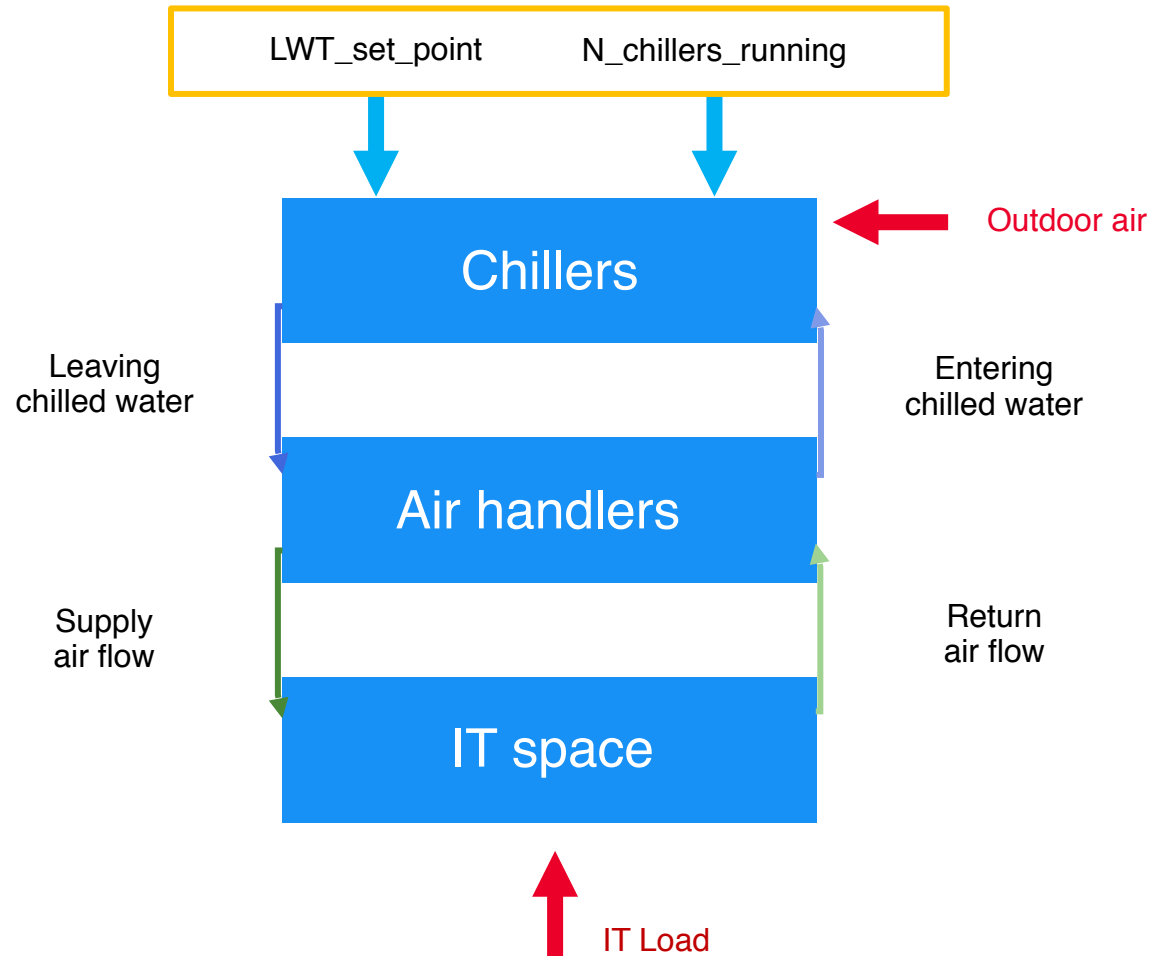 LWT_set_point N_chillers_running
Outdoor air
Chillers
Leaving
chilled water
Entering
chilled water
Air handlers
Supply
air flow
Return
air flow
IT space
IT Load